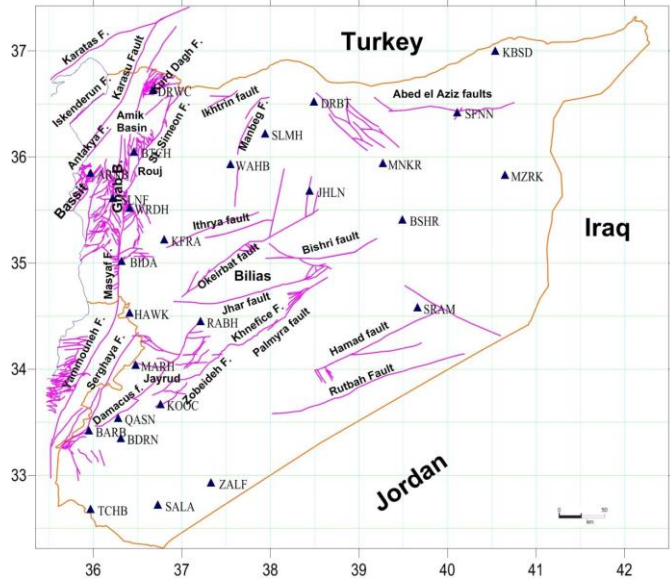 Turkey
37
KBSD
Karatas F.
Karasu Fault
Kurd Dagh F.
DRWC
Iskenderun F.
Ikhtrin fault
DRBT
Abed el Aziz faults
SPNN
Amik
Basin
Manbeg F.
SLMH
St. Simeon F.
Antakya F.
BTCH
36
Rouj
WAHB
MNKR
MZRK
Bassit
Ghab B.
SLNF
WRDH
JHLN
BSHR
Iraq
Ithrya fault
KFRA
Bishri fault
Okeirbat fault
35
BIDA
Bilias
Masyaf F.
Jhar fault
HAWK
RABH
Khnefice F.
SRAM
Palmyra fault
Hamad fault
Yammouneh F.
Serghaya F.
34
MARH
Jayrud
Zobeideh F.
KOOC
Rutbah Fault
Damacus f.
QASN
BARB
BDRN
33
ZALF
Jordan
TCHB
SALA
0
50
km
36
37
38
39
40
41
42